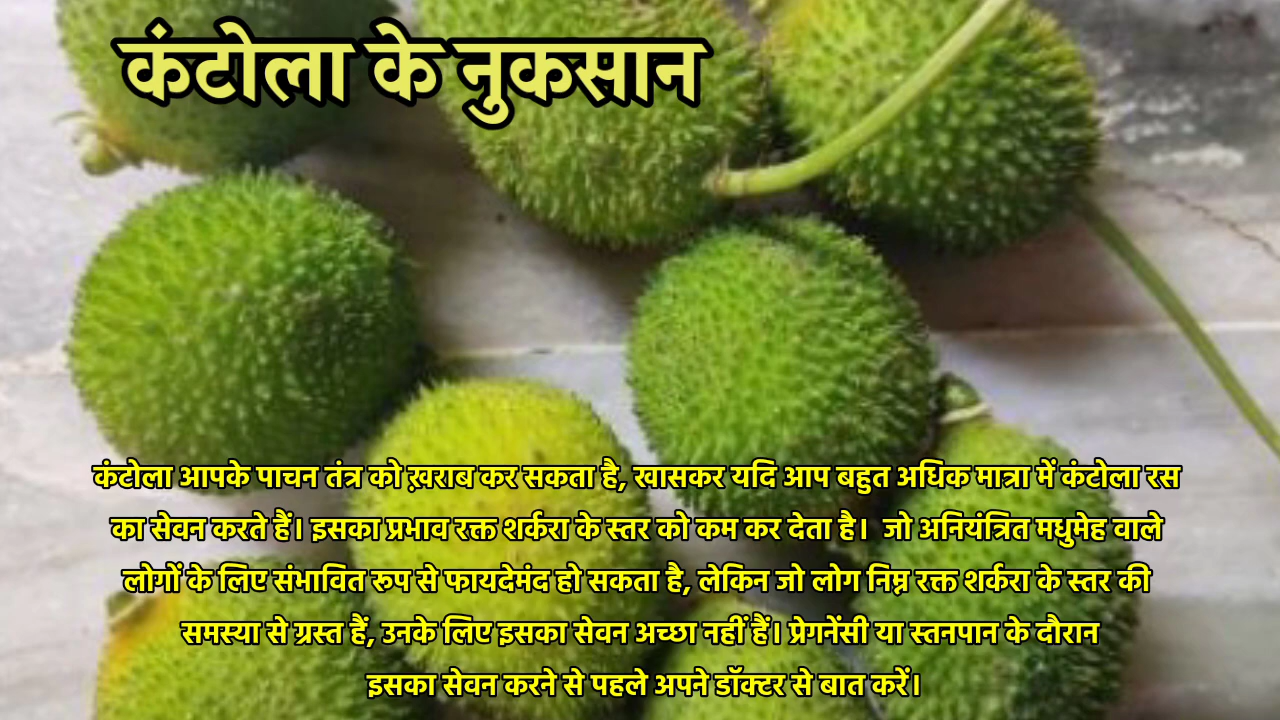 कंटोला के नुकसान
कंटोला आपके पाचन तंत्र को ख़राब कर सकता है, खासकर यदि आप बहुत अधिक मात्रा में कंटोला रस
का सेवन करते हैं। इसका प्रभाव रक्त शर्करा के स्तर को कम कर देता है। जो अनियंत्रित मधुमेह वाले
लोगों के लिए संभावित रूप से फायदेमंद हो सकता है, लेकिन जो लोग निम्न रक्त शर्करा के स्तर की
समस्या से ग्रस्त हैं, उनके लिए इसका सेवन अच्छा नहीं हैं। प्रेगनेंसी या स्तनपान के दौरान
इसका सेवन करने से पहले अपने डॉक्टर से बात करें।